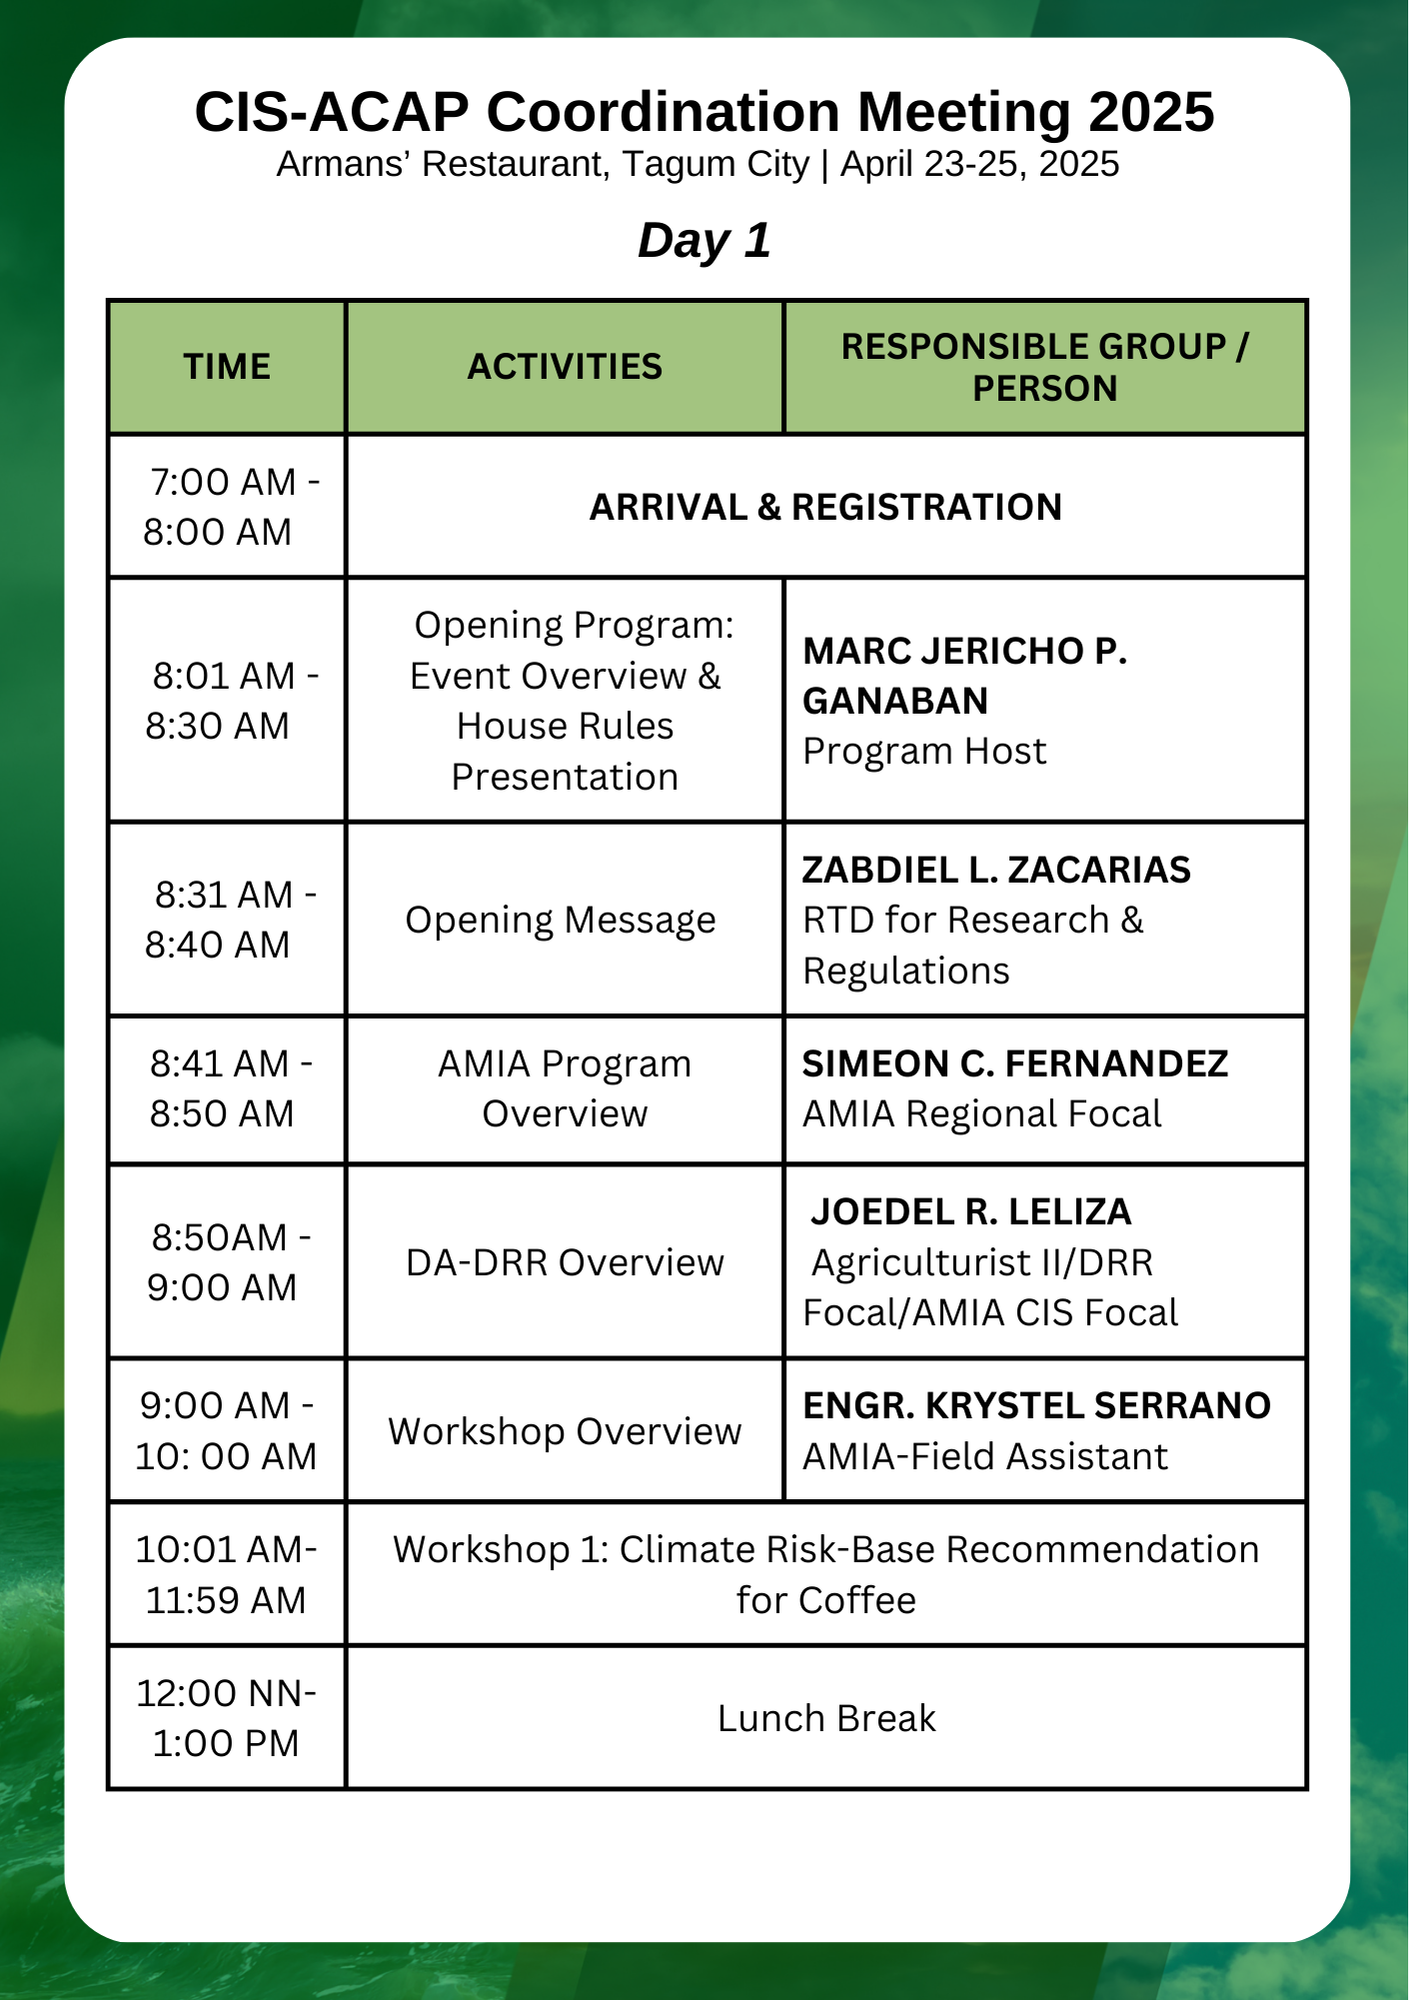 CIS-ACAP Coordination Meeting 2025
Armans’ Restaurant, Tagum City | April 23-25, 2025
Day 1
TIME
ACTIVITIES
RESPONSIBLE GROUP /
PERSON
7:00 AM -
8:00 AM
ARRIVAL & REGISTRATION
8:01 AM -
8:30 AM
Opening Program:
Event Overview &
House Rules
Presentation
MARC JERICHO P.
GANABAN
Program Host
8:31 AM -
8:40 AM
Opening Message
ZABDIEL L. ZACARIAS
RTD for Research &
Regulations
8:41 AM -
8:50 AM
AMIA Program
Overview
SIMEON C. FERNANDEZ
AMIA Regional Focal
8:50AM -
9:00 AM
DA-DRR Overview
JOEDEL R. LELIZA
Agriculturist II/DRR
Focal/AMIA CIS Focal
9:00 AM -
10: 00 AM
Workshop Overview
ENGR. KRYSTEL SERRANO
AMIA-Field Assistant
10:01 AM-
11:59 AM
Workshop 1: Climate Risk-Base Recommendation
for Coffee
12:00 NN-
1:00 PM
Lunch Break